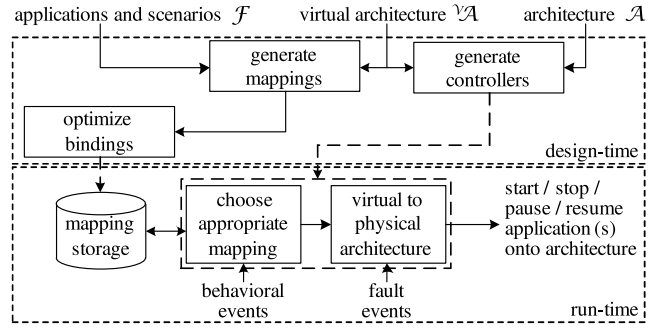 applications and scenarios ℱ
virtual architecture 𝒱𝒜
architecture 𝒜
generate
mappings
generate
controllers
optimize
bindings
design-time
mapping
storage
choose
appropriate
mapping
virtual to
physical
architecture
start / stop /
pause / resume
application (s)
onto architecture
behavioral
events
fault
events
run-time